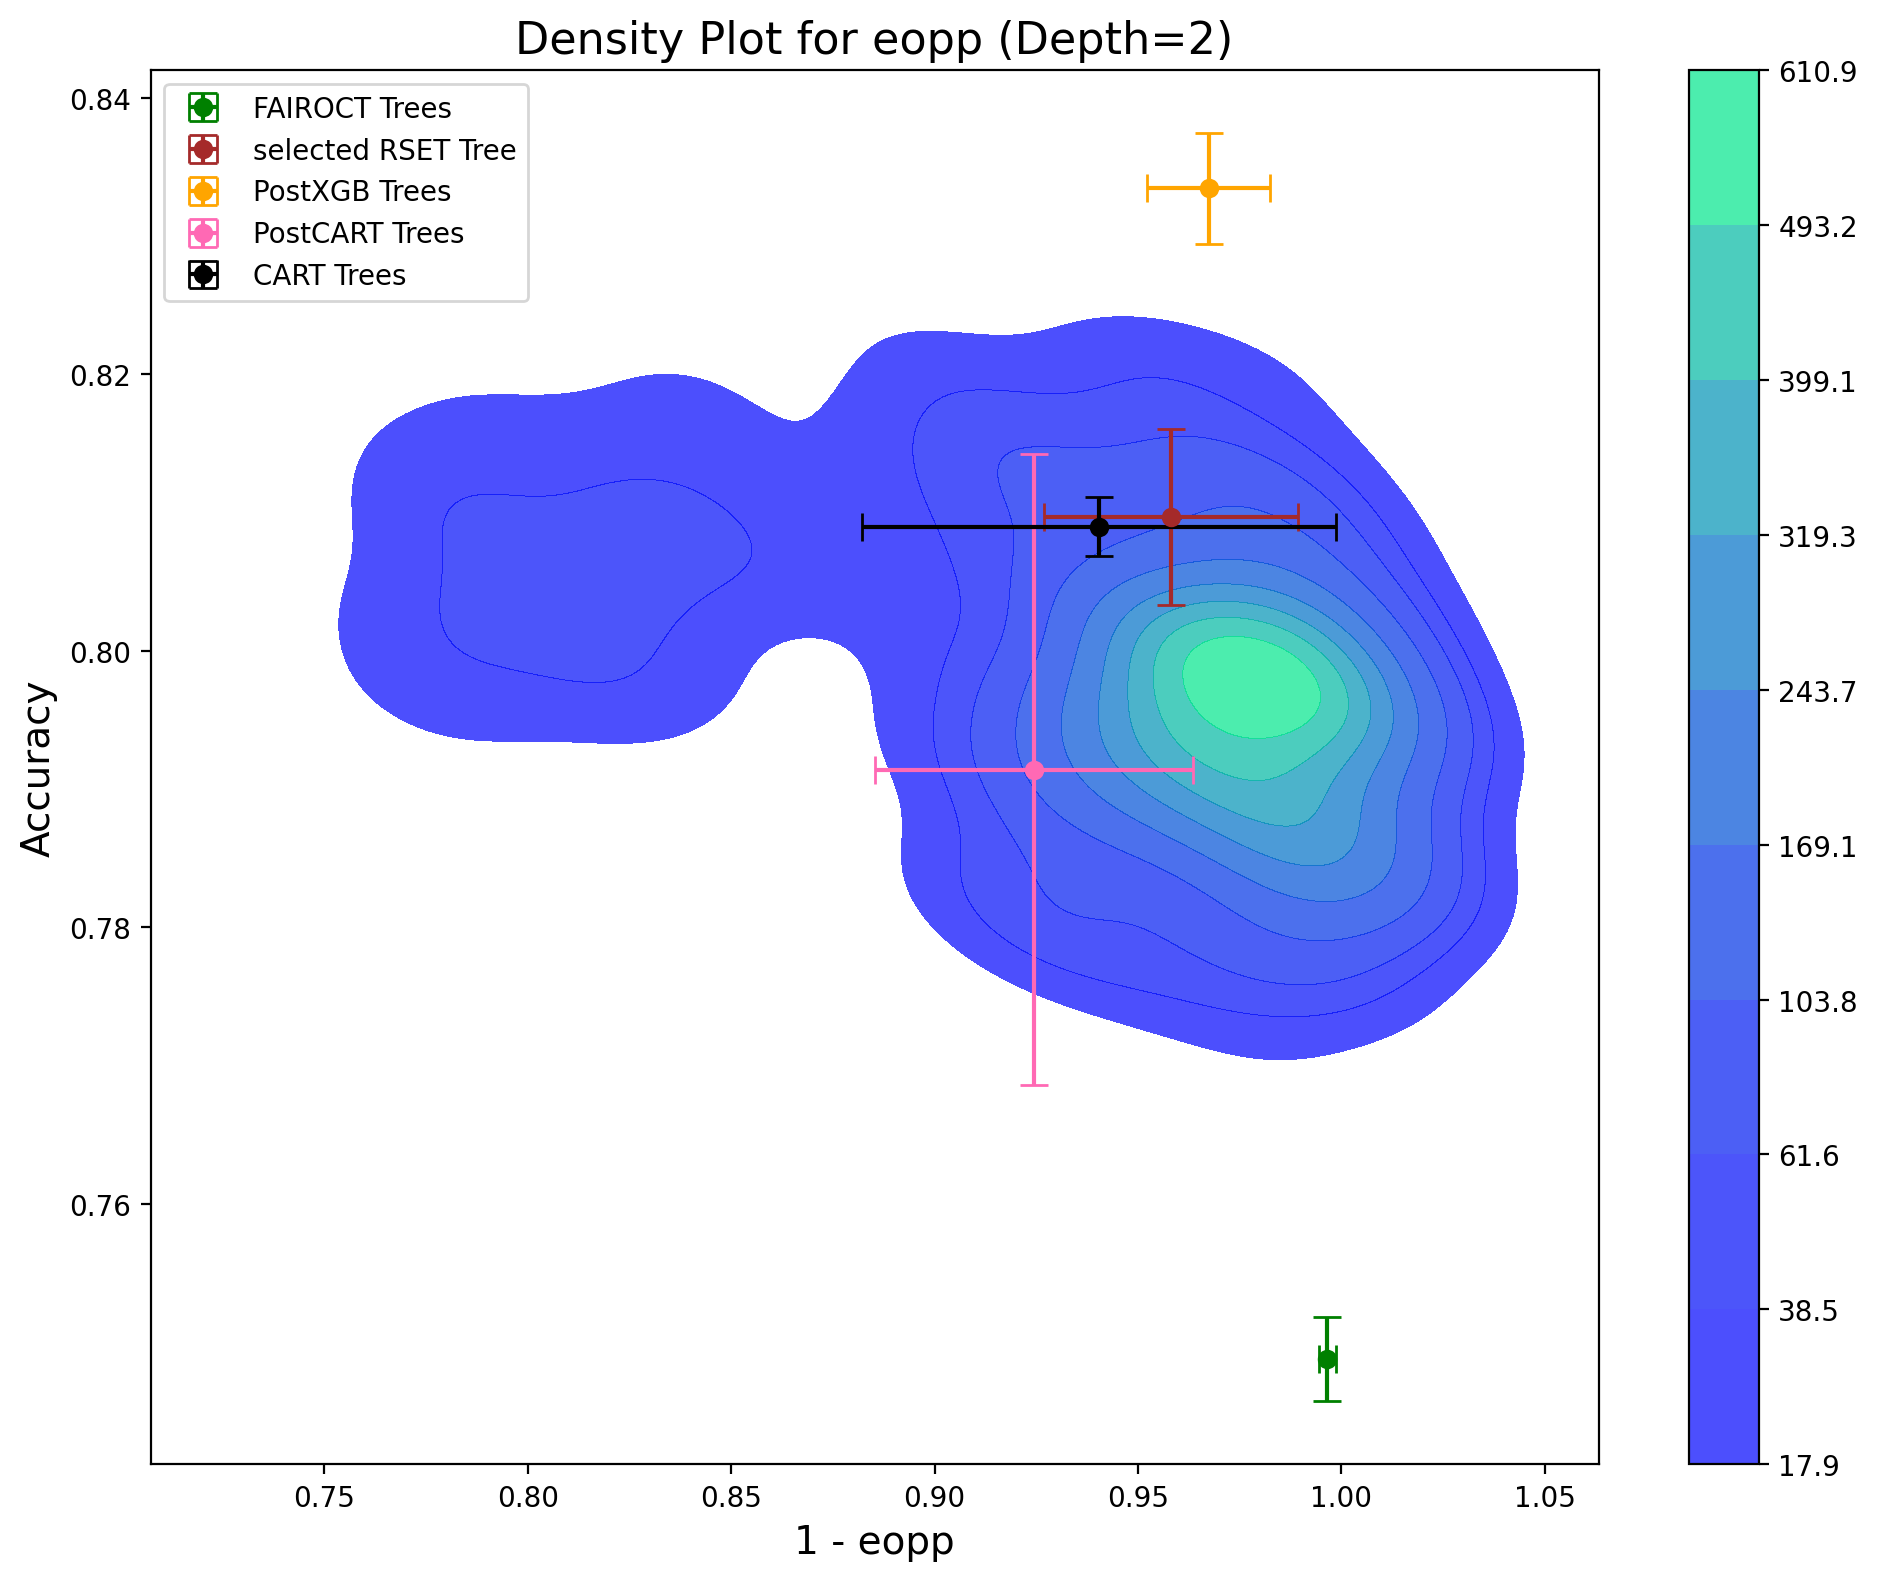 Density Plot for eopp (Depth=2)
FAIROCT Trees
selected RSET Tree
PostXGB Trees
PostCART Trees
CART Trees
Accuracy
0.84
0.82
0.80
0.78
0.76
0.75 0.80 0.85 0.90 0.95 1.00 1.05
1 - eopp
610.9
493.2
399.1
319.3
243.7
169.1
103.8
61.6
38.5
17.9